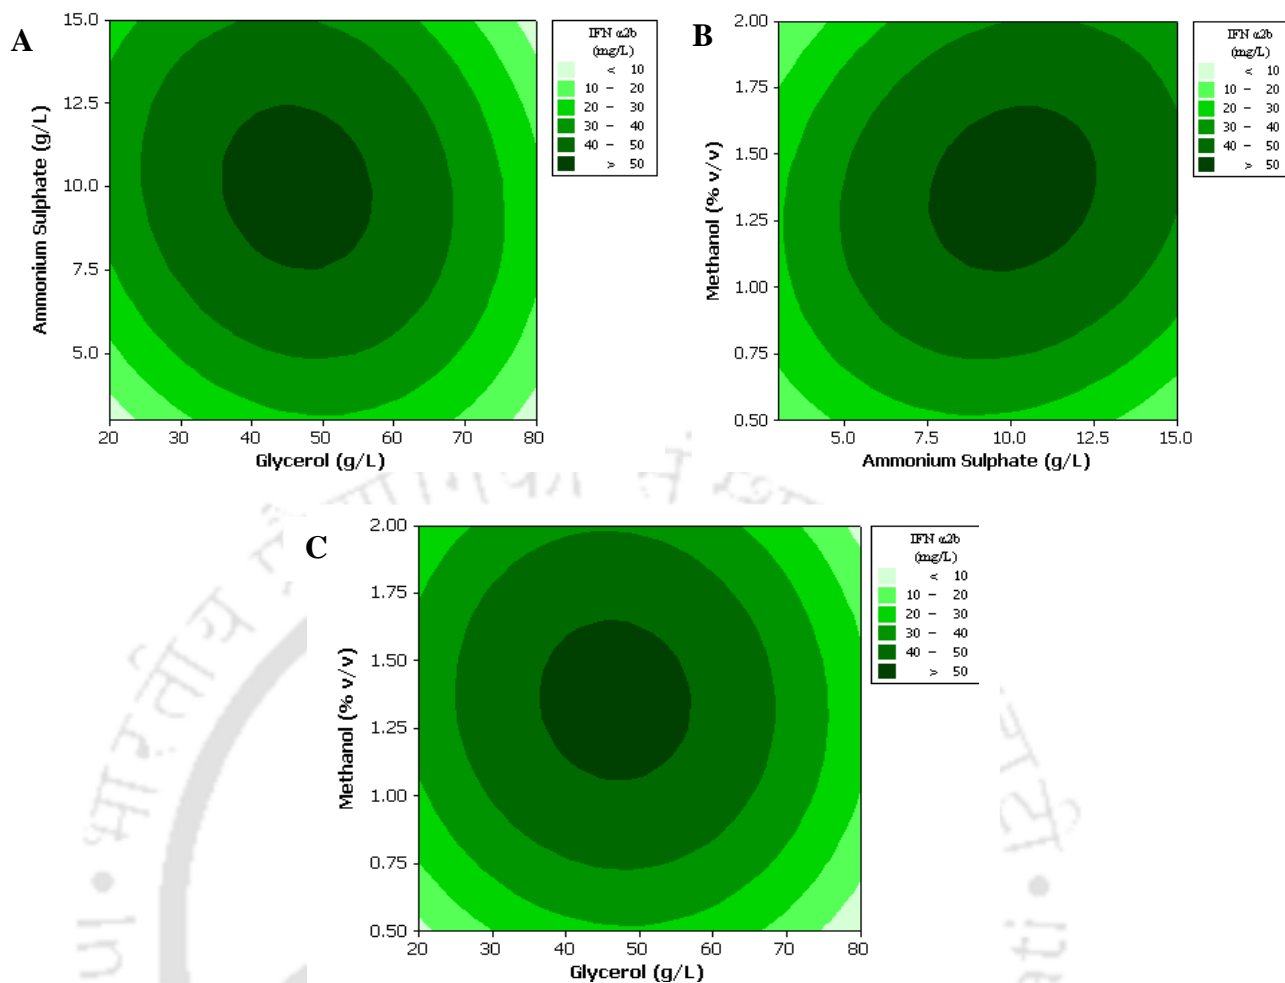 A
15.0
12.5
10.0
7.5
5.0
Ammonium Sulphate (g/L)
20 30 40 50 60 70 80
Glycerol (g/L)
IFN α2b
(mg/L)
< 10
10 – 20
20 – 30
30 – 40
40 – 50
> 50
B
2.00
1.75
1.50
1.25
1.00
0.75
0.50
Methanol (% v/v)
5.0 7.5 10.0 12.5 15.0
Ammonium Sulphate (g/L)
IFN α2b
(mg/L)
< 10
10 – 20
20 – 30
30 – 40
40 – 50
> 50
C
2.00
1.75
1.50
1.25
1.00
0.75
0.50
Methanol (% v/v)
20 30 40 50 60 70 80
Glycerol (g/L)
IFN α2b
(mg/L)
< 10
10 – 20
20 – 30
30 – 40
40 – 50
> 50
भारतीय